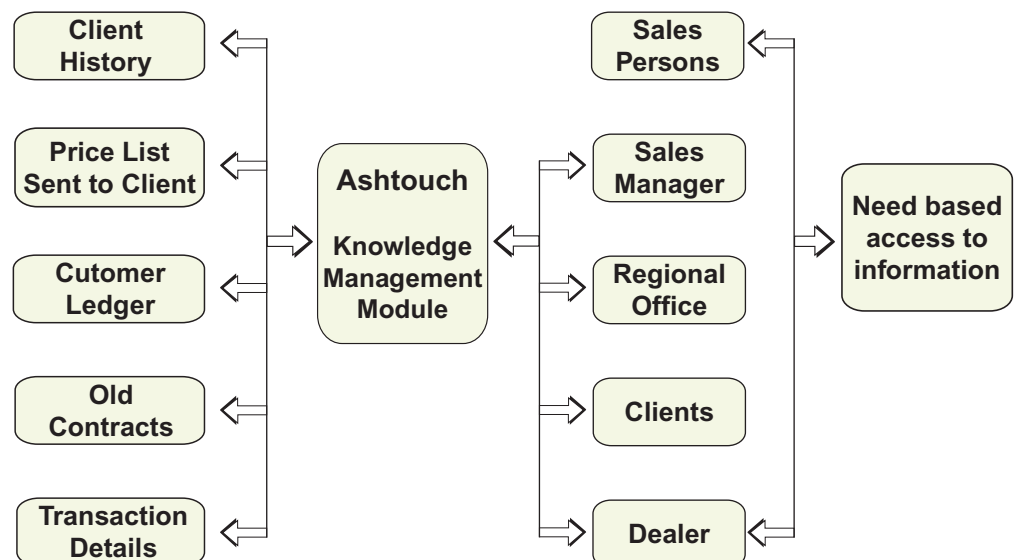 Client
History
Price List
Sent to Client
Cutomer
Ledger
Old
Contracts
Transaction
Details
Ashtouch
Knowledge
Management
Module
Sales
Persons
Sales
Manager
Regional
Office
Clients
Dealer
Need based
access to
information